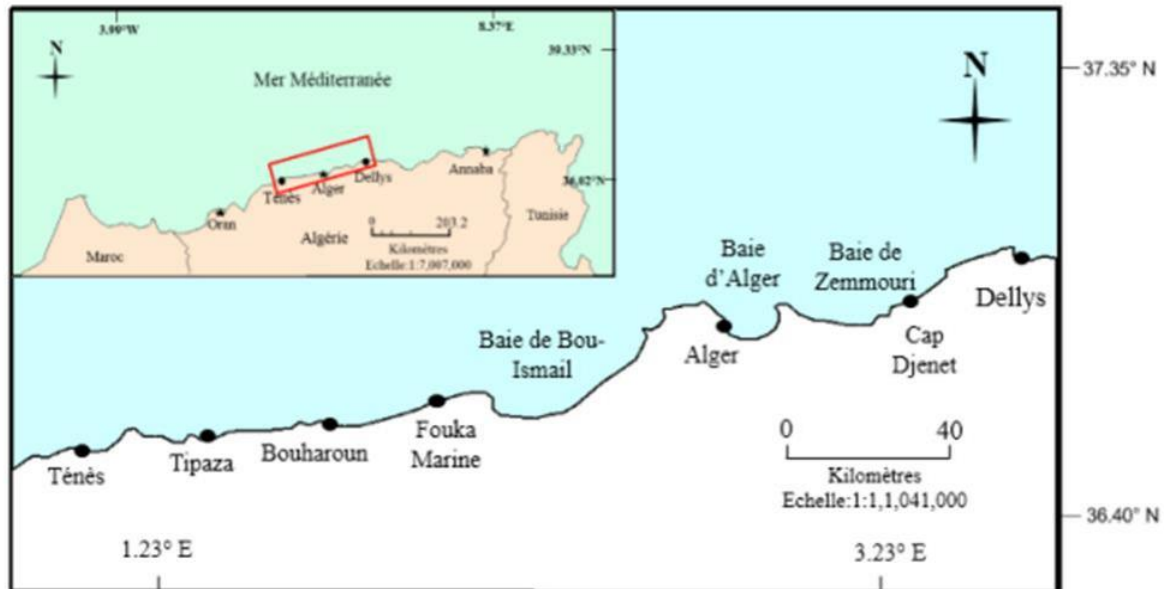 3.99°W
8.37°E
N
39.33°N
Mer Méditerranée
Annaba
Dellys
Alger
Ténès
Oran
Tunisie
Algérie
Maroc
0 203.2
Kilomètres
Echelle:1:7,007,000
N
37.35° N
Baie
d’Alger
Baie de
Zemmouri
Dellys
Baie de Bou-
Ismail
Alger
Cap
Djenet
Fouka
Marine
Bouharoun
Tipaza
Ténês
0 40
Kilomètres
Echelle:1:1,1,041,000
36.40° N
1.23° E
3.23° E